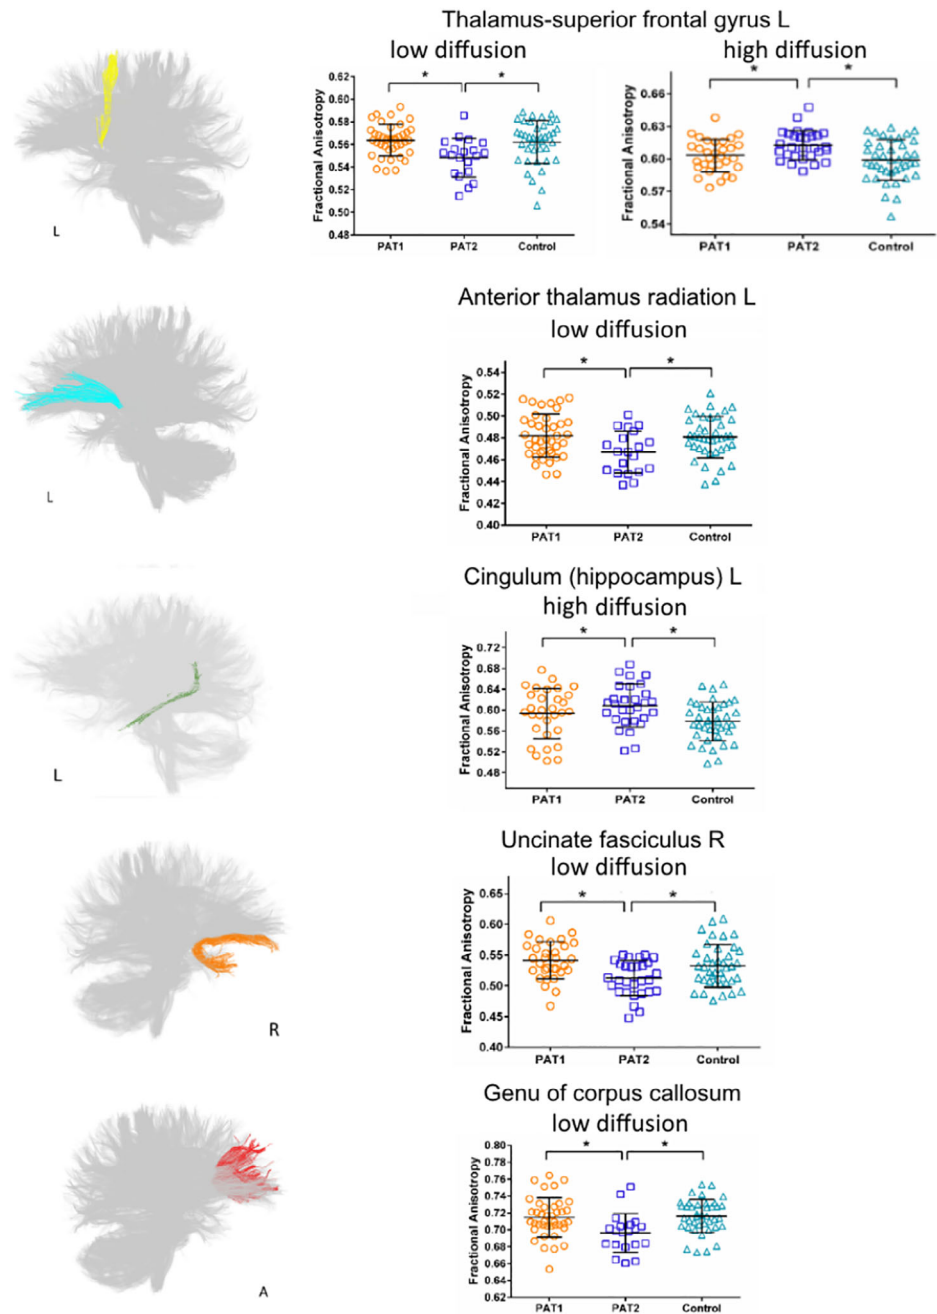 Thalamus-superior frontal gyrus L
low diffusion
high diffusion
*
*
*
*
Fractional Anisotropy
0.62
0.60
0.58
0.56
0.54
0.52
0.50
0.48
PAT1
PAT2
Control
Fractional Anisotropy
0.66
0.63
0.60
0.57
0.54
PAT1
PAT2
Control
L
Anterior thalamus radiation L
low diffusion
*
*
Fractional Anisotropy
0.54
0.52
0.50
0.48
0.46
0.44
0.42
0.40
PAT1
PAT2
Control
L
Cingulum (hippocampus) L
high diffusion
*
*
Fractional Anisotropy
0.72
0.68
0.64
0.60
0.56
0.52
0.48
PAT1
PAT2
Control
L
Uncinate fasciculus R
low diffusion
*
*
Fractional Anisotropy
0.65
0.60
0.55
0.50
0.45
0.40
PAT1
PAT2
Control
R
Genu of corpus callosum
low diffusion
*
*
Fractional Anisotropy
0.80
0.78
0.76
0.74
0.72
0.70
0.68
0.66
0.64
0.62
PAT1
PAT2
Control
A